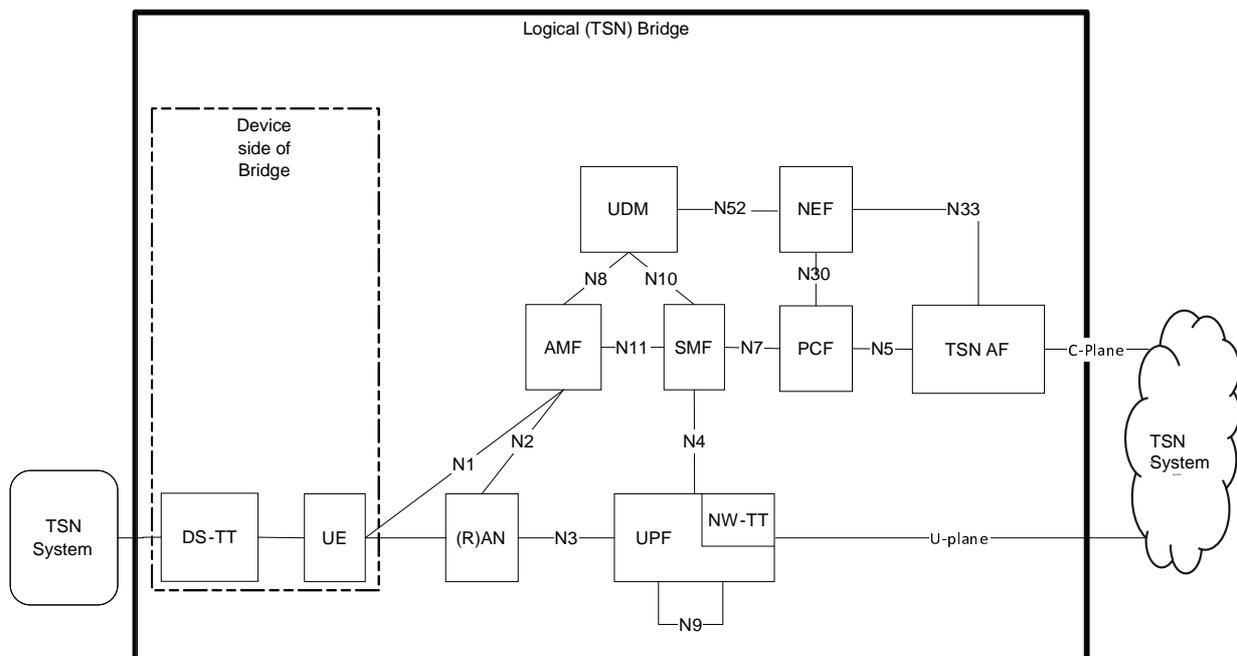 Logical (TSN) Bridge
Device
side of
Bridge
UDM
N52
NEF
N33
N8
N10
N30
AMF
N11
SMF
N7
PCF
N5
TSN AF
C-Plane
N1
N2
N4
TSN
System
TSN
System
DS-TT
UE
(R)AN
N3
UPF
NW-TT
U-plane
N9